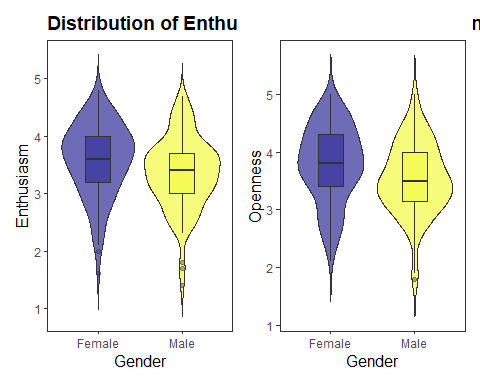 Distribution of Enthu
Enthusiasm
5
4
3
2
1
Female
Male
Gender
Openness
5
4
3
2
1
Female
Male
Gender